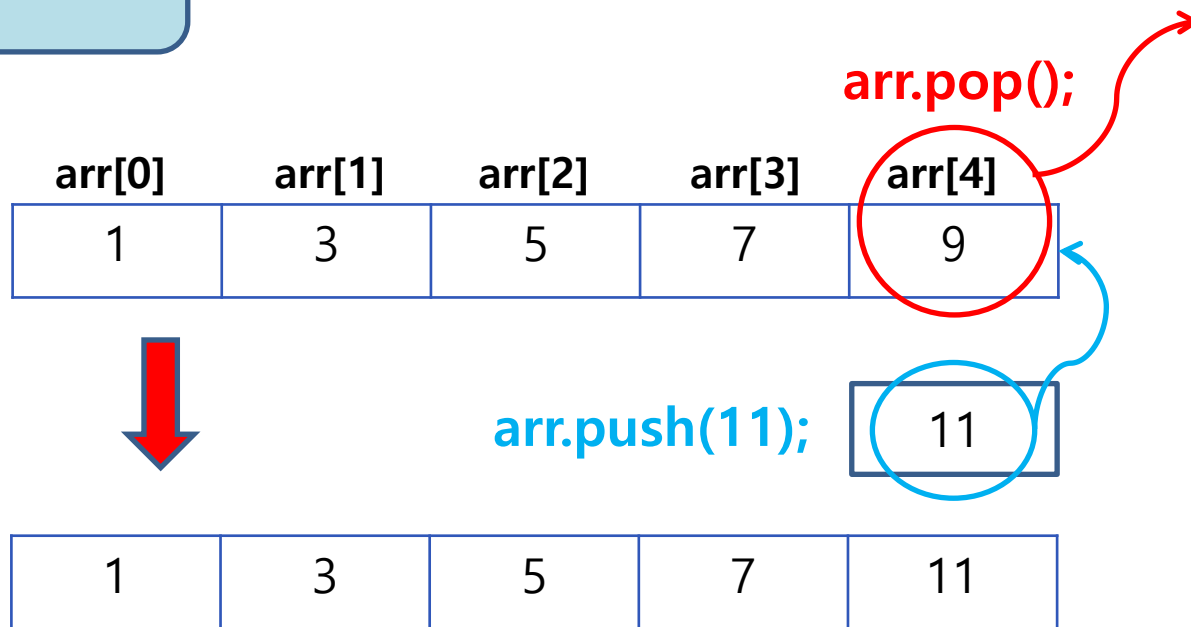 arr.pop();
arr[0] arr[1] arr[2] arr[3] arr[4]
1 3 5 7 9
arr.push(11); 11
1 3 5 7 11